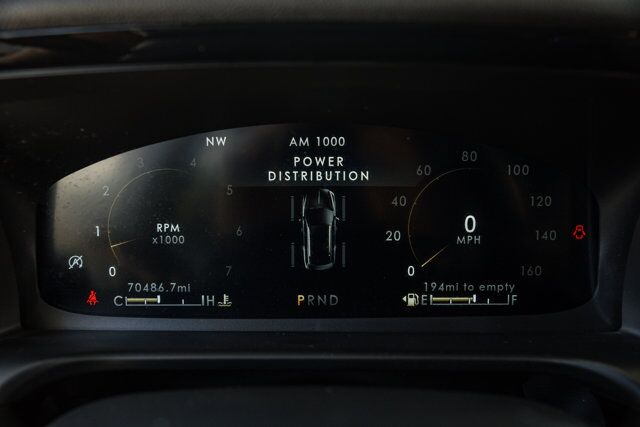 NW
AM 1000
POWER
DISTRIBUTION
1 2 3 4 5 6 7
0
RPM
x1000
0 20 40 60 80 100 120 140 160
0
MPH
70486.7mi
194mi to empty
C H
PRND
E F